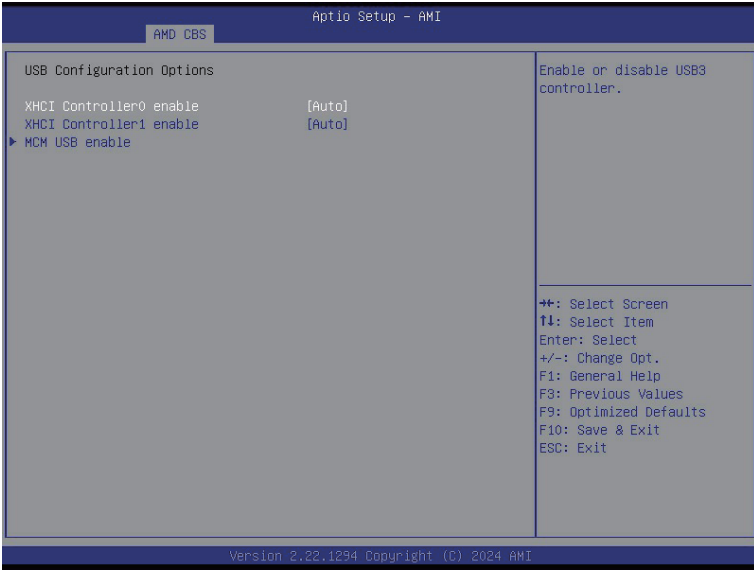 Aptio Setup - AMI
AMD CBS
USB Configuration Options
XHCI Controller0 enable [Auto]
XHCI Controller1 enable [Auto]
MCM USB enable
Enable or disable USB3
controller.
→←: Select Screen
↑↓: Select Item
Enter: Select
+/-: Change Opt.
F1: General Help
F3: Previous Values
F9: Optimized Defaults
F10: Save & Exit
ESC: Exit
Version 2.22.1294 Copyright (C) 2024 AMI